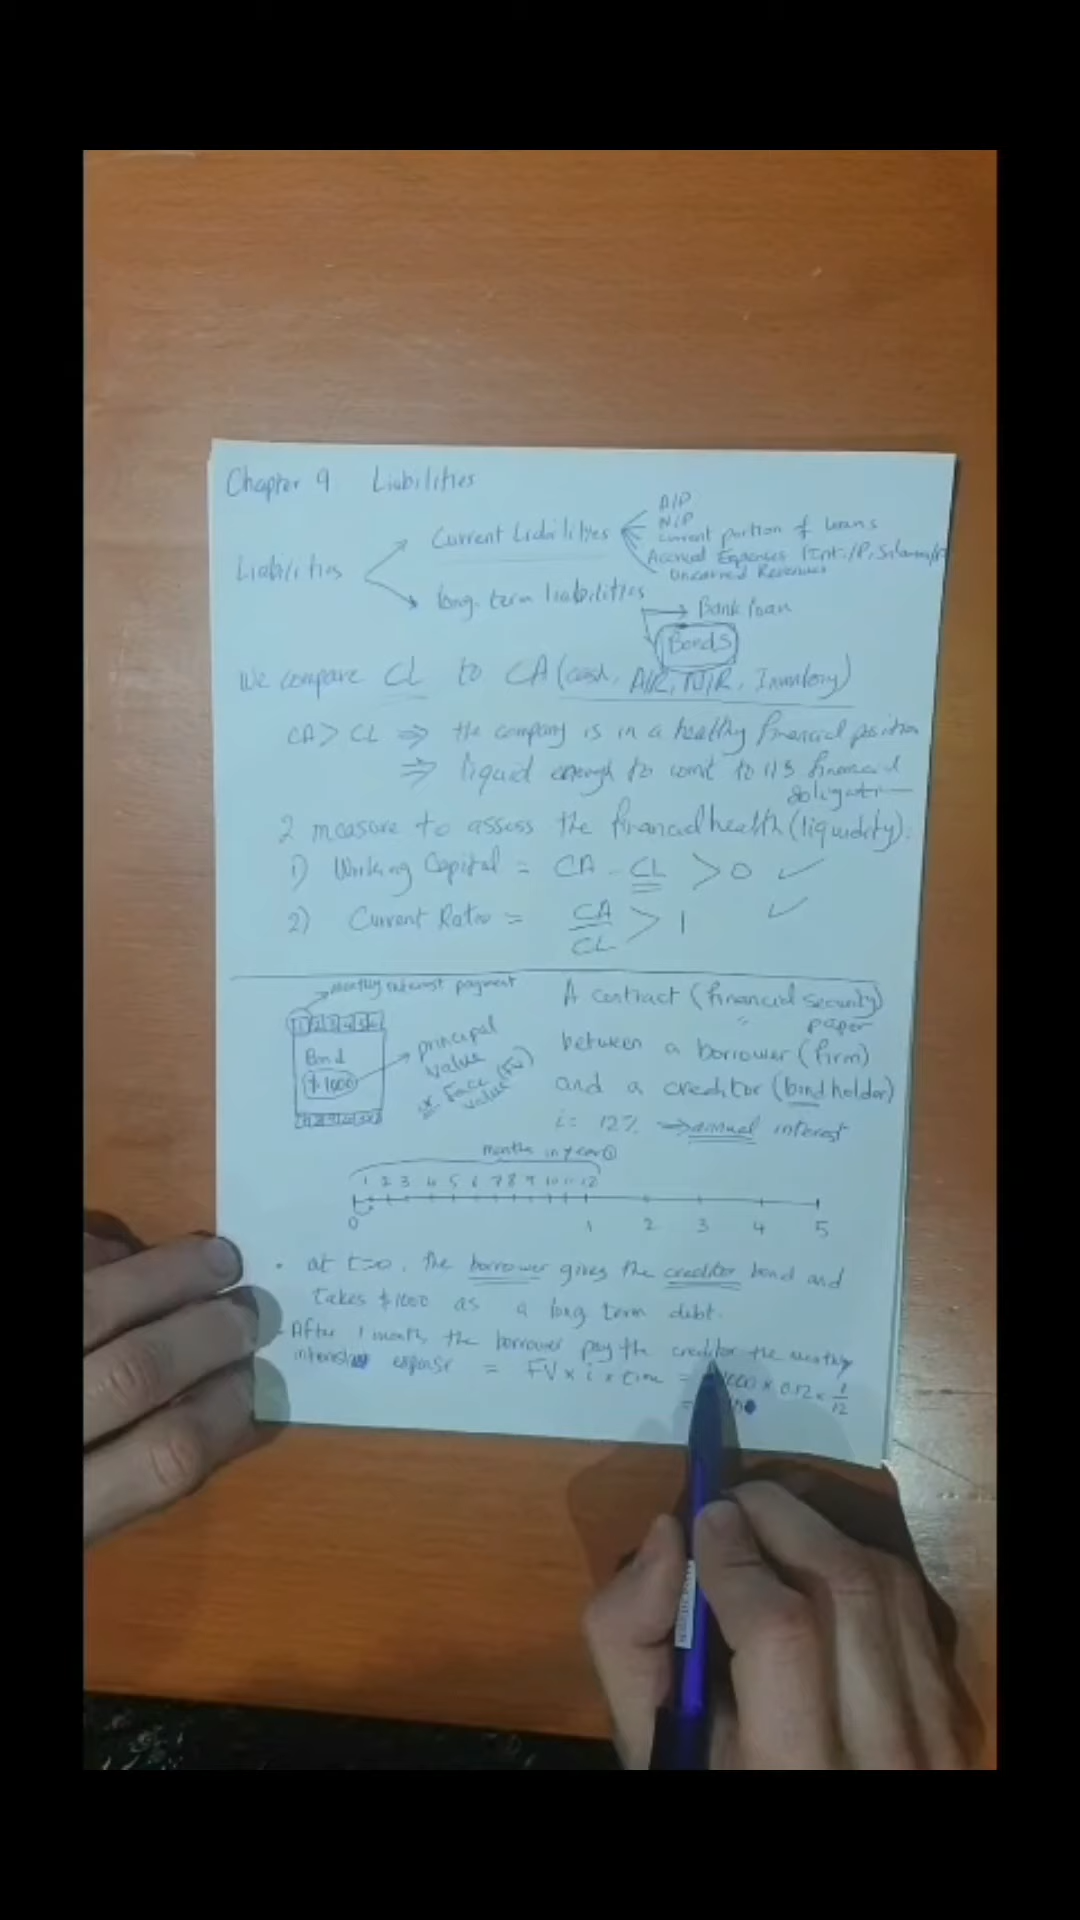 Chapter 9. Liabilities
A/P
N/P
Current Liabilities
current portion of loans
Accrued Expenses (Int./P, Salaries/P
Unearned Revenues
Liabilities
long-term liabilities
Bank loan
Bonds
We compare CL to CA (cash, A/R, N/R, Inventory)
CA > CL ⇒ the company is in a healthy financial position
⇒ liquid enough to to its financial
2 measure to assess the financial health (liquidity).
1) Working Capital = CA - CL > 0 ✓
2) Current Ratio = CA/CL > 1 ✓
monthly interest payment
Bond
$1000
principal value
* Face value (FV)
A contract (financial security)
" paper
between a borrower (firm)
and a creditor (bondholder)
i = 12% → annual interest
months in year ①
1 2 3 4 5 6 7 8 9 10 11 12
0 1 2 3 4 5
• at t=0, the borrower gives the creditor bond and
takes $1000 as a long term debt.
• After 1 month, the borrower pay the creditor the monthly
interest expense = FV x i x time = 1000 x 0.12 x 1/12
=